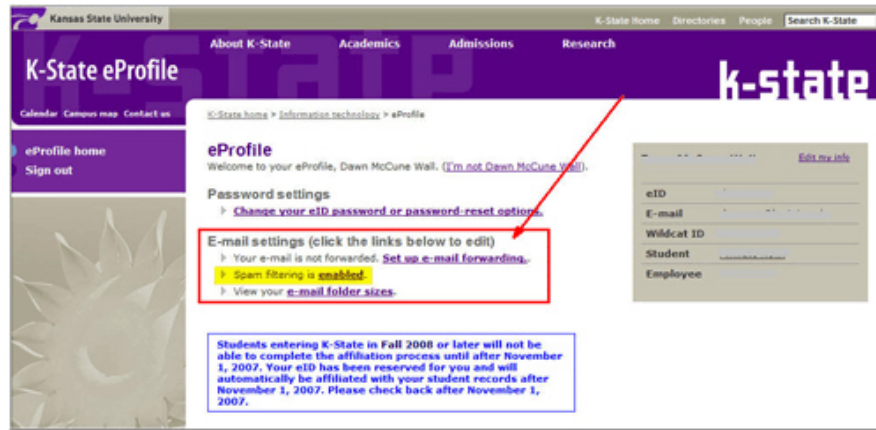 Kansas State University
K-State Home Directories People Search K-State
About K-State Academics Admissions Research
K-State eProfile
k-state
Calendar Campus map Contact us
K-State home > Information technology > eProfile
eProfile home
Sign out
eProfile
Welcome to your eProfile, Dawn McCune Wall. (I'm not Dawn McCune Wall).
Password settings
Change your eID password or password-reset options.
E-mail settings (click the links below to edit)
Your e-mail is not forwarded. Set up e-mail forwarding..
Spam filtering is enabled.
View your e-mail folder sizes.
Edit my info
eID
E-mail
Wildcat ID
Student
Employee
Students entering K-State in Fall 2008 or later will not be
able to complete the affiliation process until after November
1, 2007. Your eID has been reserved for you and will
automatically be affiliated with your student records after
November 1, 2007. Please check back after November 1,
2007.